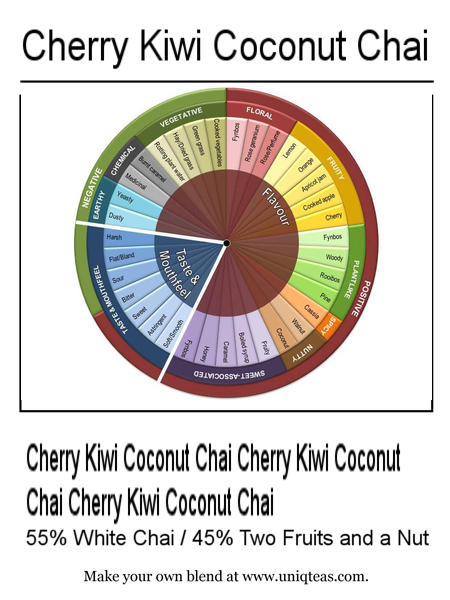 Cherry Kiwi Coconut Chai
NEGATIVE
VEGETATIVE
CHEMICAL
EARTHY
FLORAL
FRUITY
PLANTLIKE
POSITIVE
SPICY
NUTTY
SWEET-ASSOCIATED
TASTE & MOUTHFEEL
Flavour
Taste &
Mouthfeel
Fynbos
Rose geranium
Rose/Perfume
Lemon
Orange
Apricot jam
Cooked apple
Cherry
Fynbos
Woody
Rooibos
Pine
Cassia
Walnut
Coconut
Fruity
Boiled syrup
Caramel
Honey
Fynbos
Soft/Smooth
Astringent
Sweet
Bitter
Sour
Flat/Bland
Harsh
Dusty
Yeasty
Medicinal
Burnt caramel
Rotting plant water
Hay/Dried grass
Green grass
Cooked vegetables
Cherry Kiwi Coconut Chai Cherry Kiwi Coconut
Chai Cherry Kiwi Coconut Chai
55% White Chai / 45% Two Fruits and a Nut
Make your own blend at www.uniqteas.com.